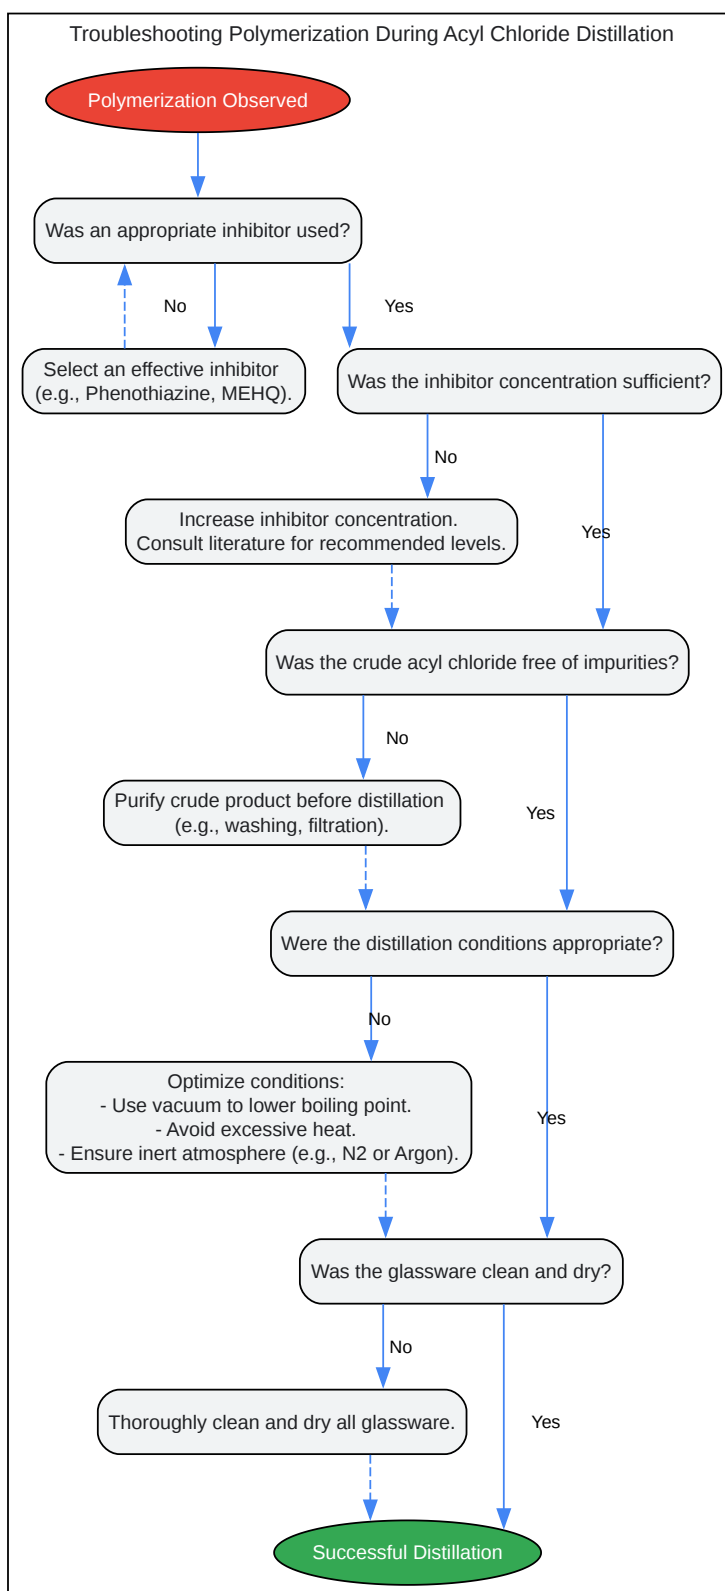 Troubleshooting Polymerization During Acyl Chloride Distillation
Polymerization Observed
Was an appropriate inhibitor used?
No
Yes
Select an effective inhibitor
(e.g., Phenothiazine, MEHQ).
Was the inhibitor concentration sufficient?
No
Increase inhibitor concentration.
Consult literature for recommended levels.
Yes
Was the crude acyl chloride free of impurities?
No
Purify crude product before distillation
(e.g., washing, filtration).
Yes
Were the distillation conditions appropriate?
No
Optimize conditions:
- Use vacuum to lower boiling point.
- Avoid excessive heat.
- Ensure inert atmosphere (e.g., N2 or Argon).
Yes
Was the glassware clean and dry?
No
Thoroughly clean and dry all glassware.
Yes
Successful Distillation